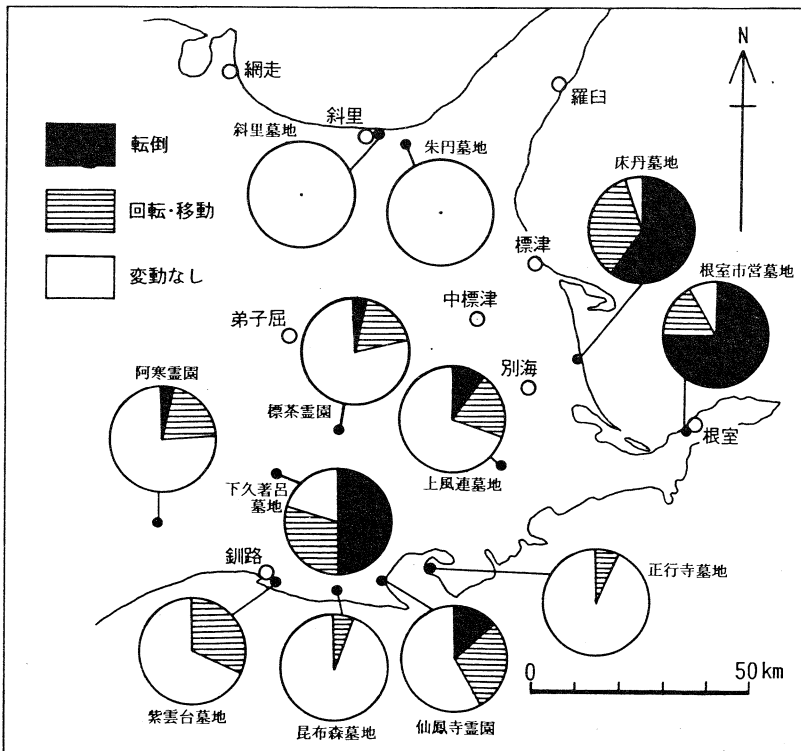 網走
N
羅臼
斜里
斜里墓地
朱円墓地
転倒
回転・移動
変動なし
床丹墓地
標津
根室市営墓地
中標津
弟子屈
阿寒霊園
別海
標茶霊園
根室
上風連墓地
下久著呂
墓地
釧路
正行寺墓地
紫雲台墓地
昆布森墓地
仙鳳寺霊園
0 50km